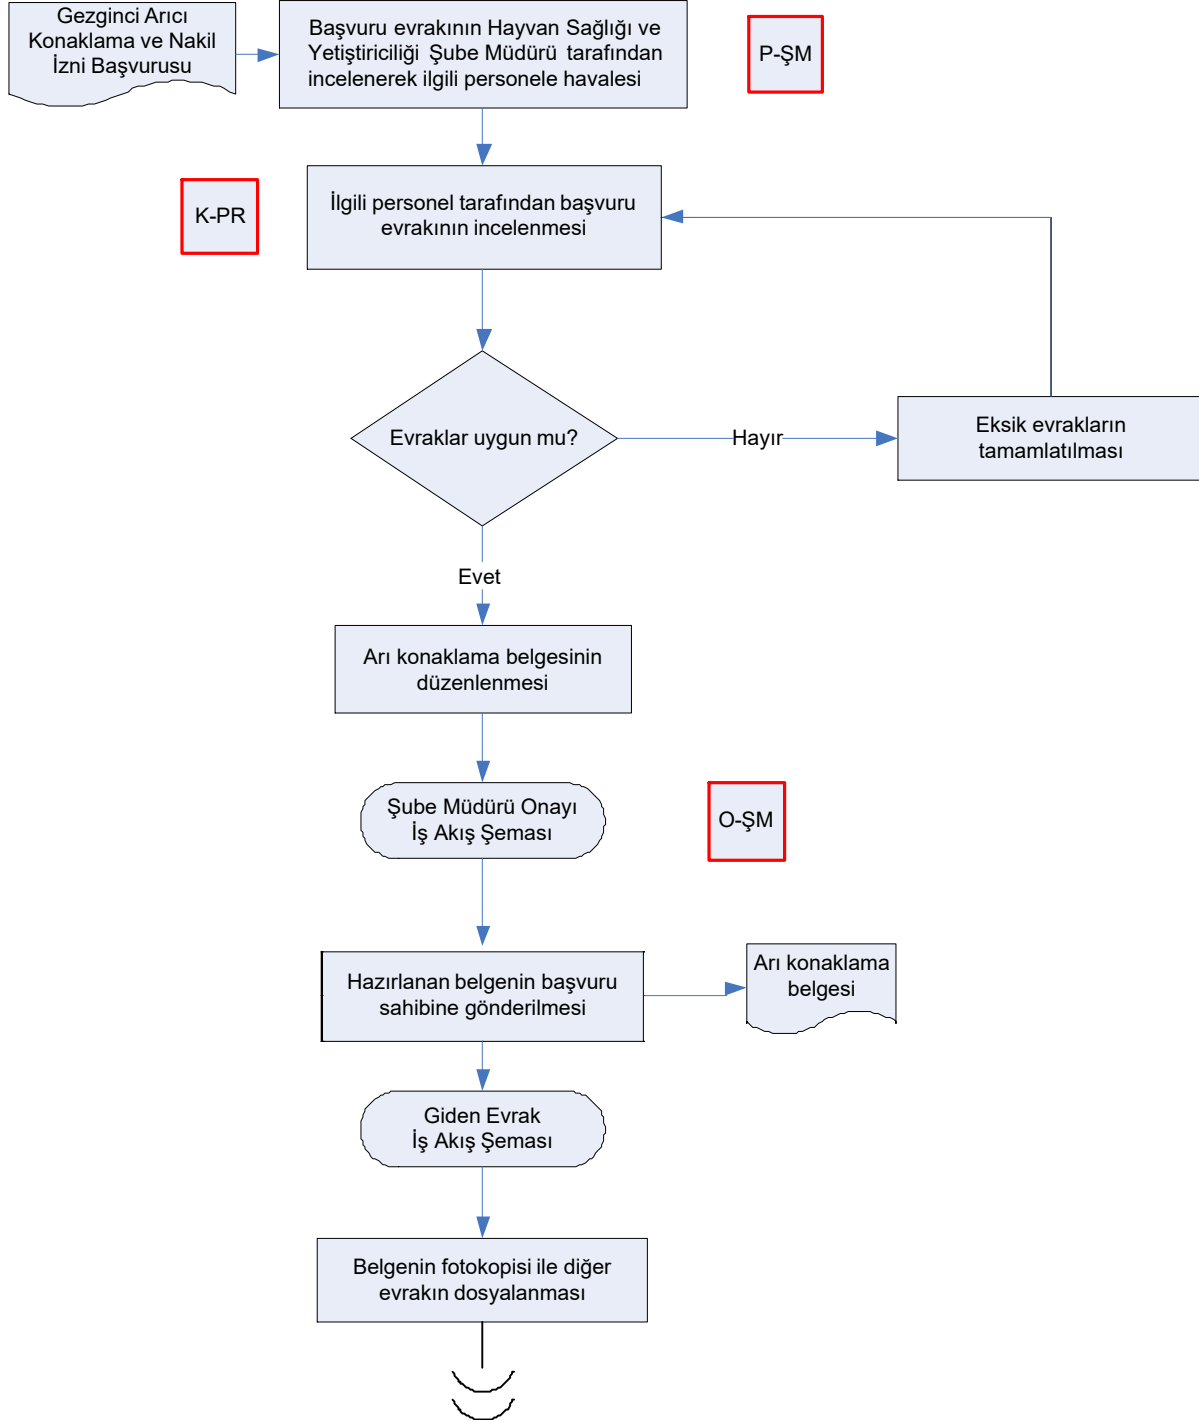 Gezginci Arıcı
Konaklama ve Nakil
İzni Başvurusu
Başvuru evrakının Hayvan Sağlığı ve
Yetiştiriciliği Şube Müdürü tarafından
incelenerek ilgili personele havalesi
P-ŞM
K-PR
İlgili personel tarafından başvuru
evrakının incelenmesi
Evraklar uygun mu?
Hayır
Eksik evrakların
tamamlatılması
Evet
Arı konaklama belgesinin
düzenlenmesi
Şube Müdürü Onayı
İş Akış Şeması
O-ŞM
Hazırlanan belgenin başvuru
sahibine gönderilmesi
Arı konaklama
belgesi
Giden Evrak
İş Akış Şeması
Belgenin fotokopisi ile diğer
evrakın dosyalanması